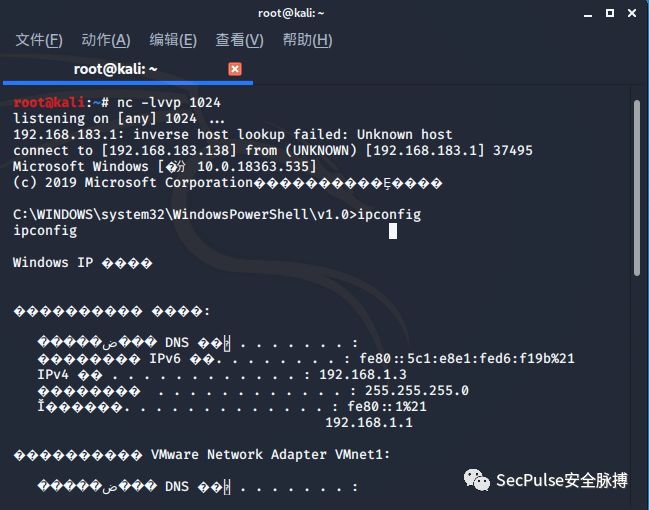 root@kali: ~
文件(F) 动作(A) 编辑(E) 查看(V) 帮助(H)
root@kali: ~
root@kali:~# nc -lvvp 1024
listening on [any] 1024 ...
192.168.183.1: inverse host lookup failed: Unknown host
connect to [192.168.183.138] from (UNKNOWN) [192.168.183.1] 37495
Microsoft Windows [�汾 10.0.18363.535]
(c) 2019 Microsoft Corporation����������������
C:\WINDOWS\system32\WindowsPowerShell\v1.0>ipconfig
ipconfig
Windows IP ����
������������ ����:
�����ض��� DNS ��׺ . . . . . . . :
�������� IPv6 ��. . . . . . . . : fe80::5c1:e8e1:fed6:f19b%21
IPv4 �� . . . . . . . . . . . . : 192.168.1.3
��������  . . . . . . . . . . . . : 255.255.255.0
Ĭ������. . . . . . . . . . . . . : fe80::1%21
192.168.1.1
������������ VMware Network Adapter VMnet1:
�����ض��� DNS ��׺ . . . . . . . :
SecPulse安全脉搏